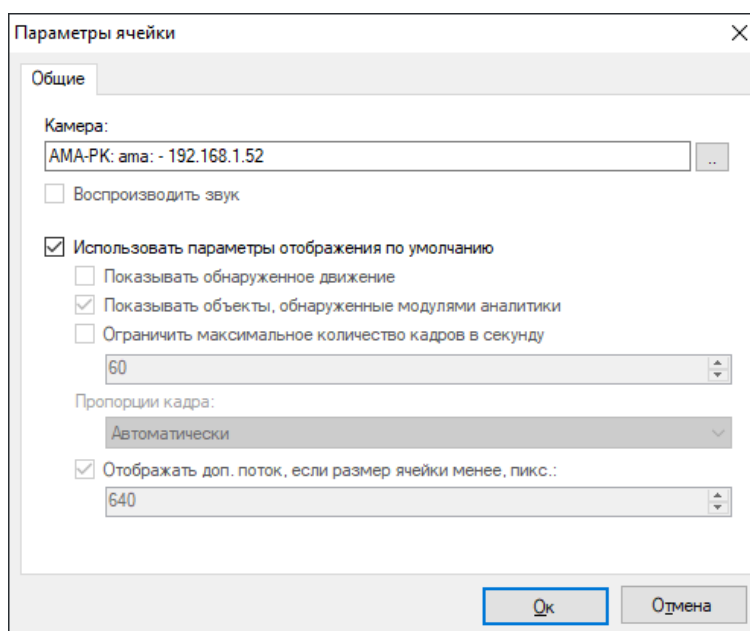 Параметры ячейки
Общие
Камера:
AMA-PK: ama: - 192.168.1.52
..
Воспроизводить звук
Использовать параметры отображения по умолчанию
Показывать обнаруженное движение
Показывать объекты, обнаруженные модулями аналитики
Ограничить максимальное количество кадров в секунду
60
Пропорции кадра:
Автоматически
Отображать доп. поток, если размер ячейки менее, пикс.:
640
Ок
Отмена